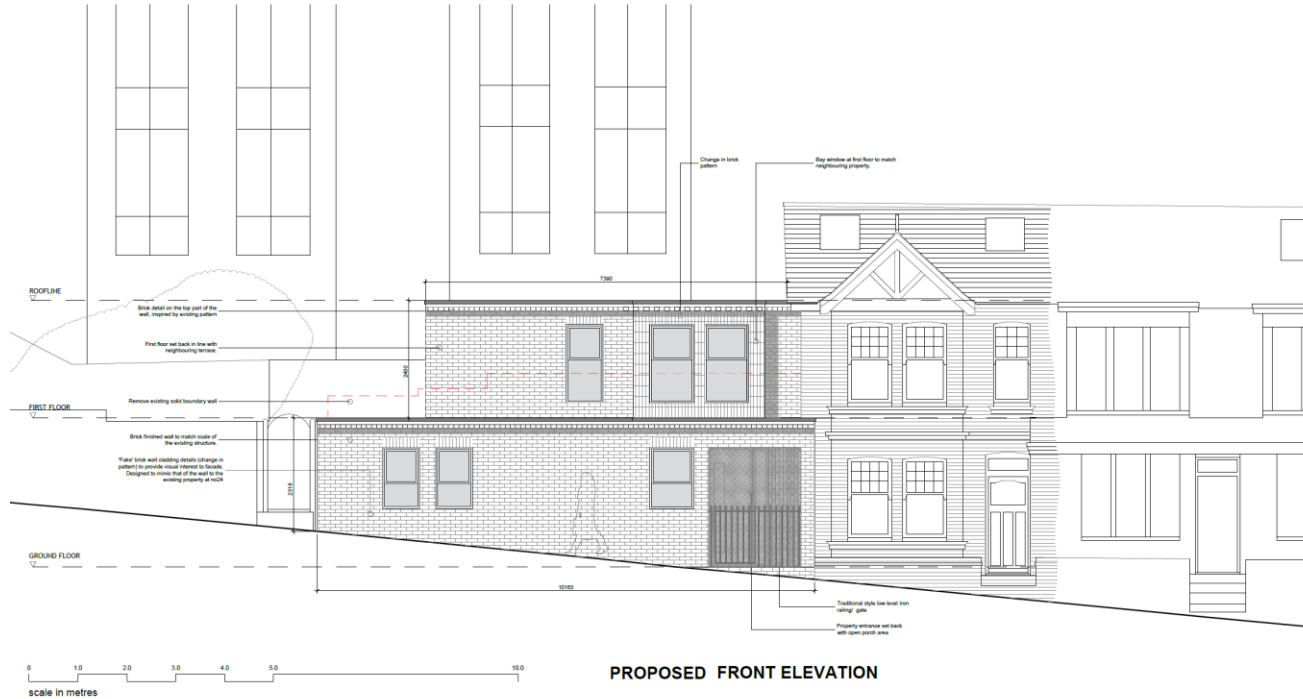 Change in brick
pattern
Bay window at first floor to match
neighbouring property.
7390
ROOFLINE
Brick detail on the top part of the
wall, inspired by existing pattern
First floor set back in line with
neighbouring terrace.
2400
Remove existing solid boundary wall
FIRST FLOOR
Brick finished wall to match scale of
the existing structure.
'Fake' brick wall cladding details (change in
pattern) to provide visual interest to facade.
Designed to mimic that of the wall to the
existing property at no24
2318
GROUND FLOOR
10163
Traditional style low level iron
railing/ gate
Property entrance set back
with open porch area
0 1.0 2.0 3.0 4.0 5.0 10.0
scale in metres
PROPOSED FRONT ELEVATION